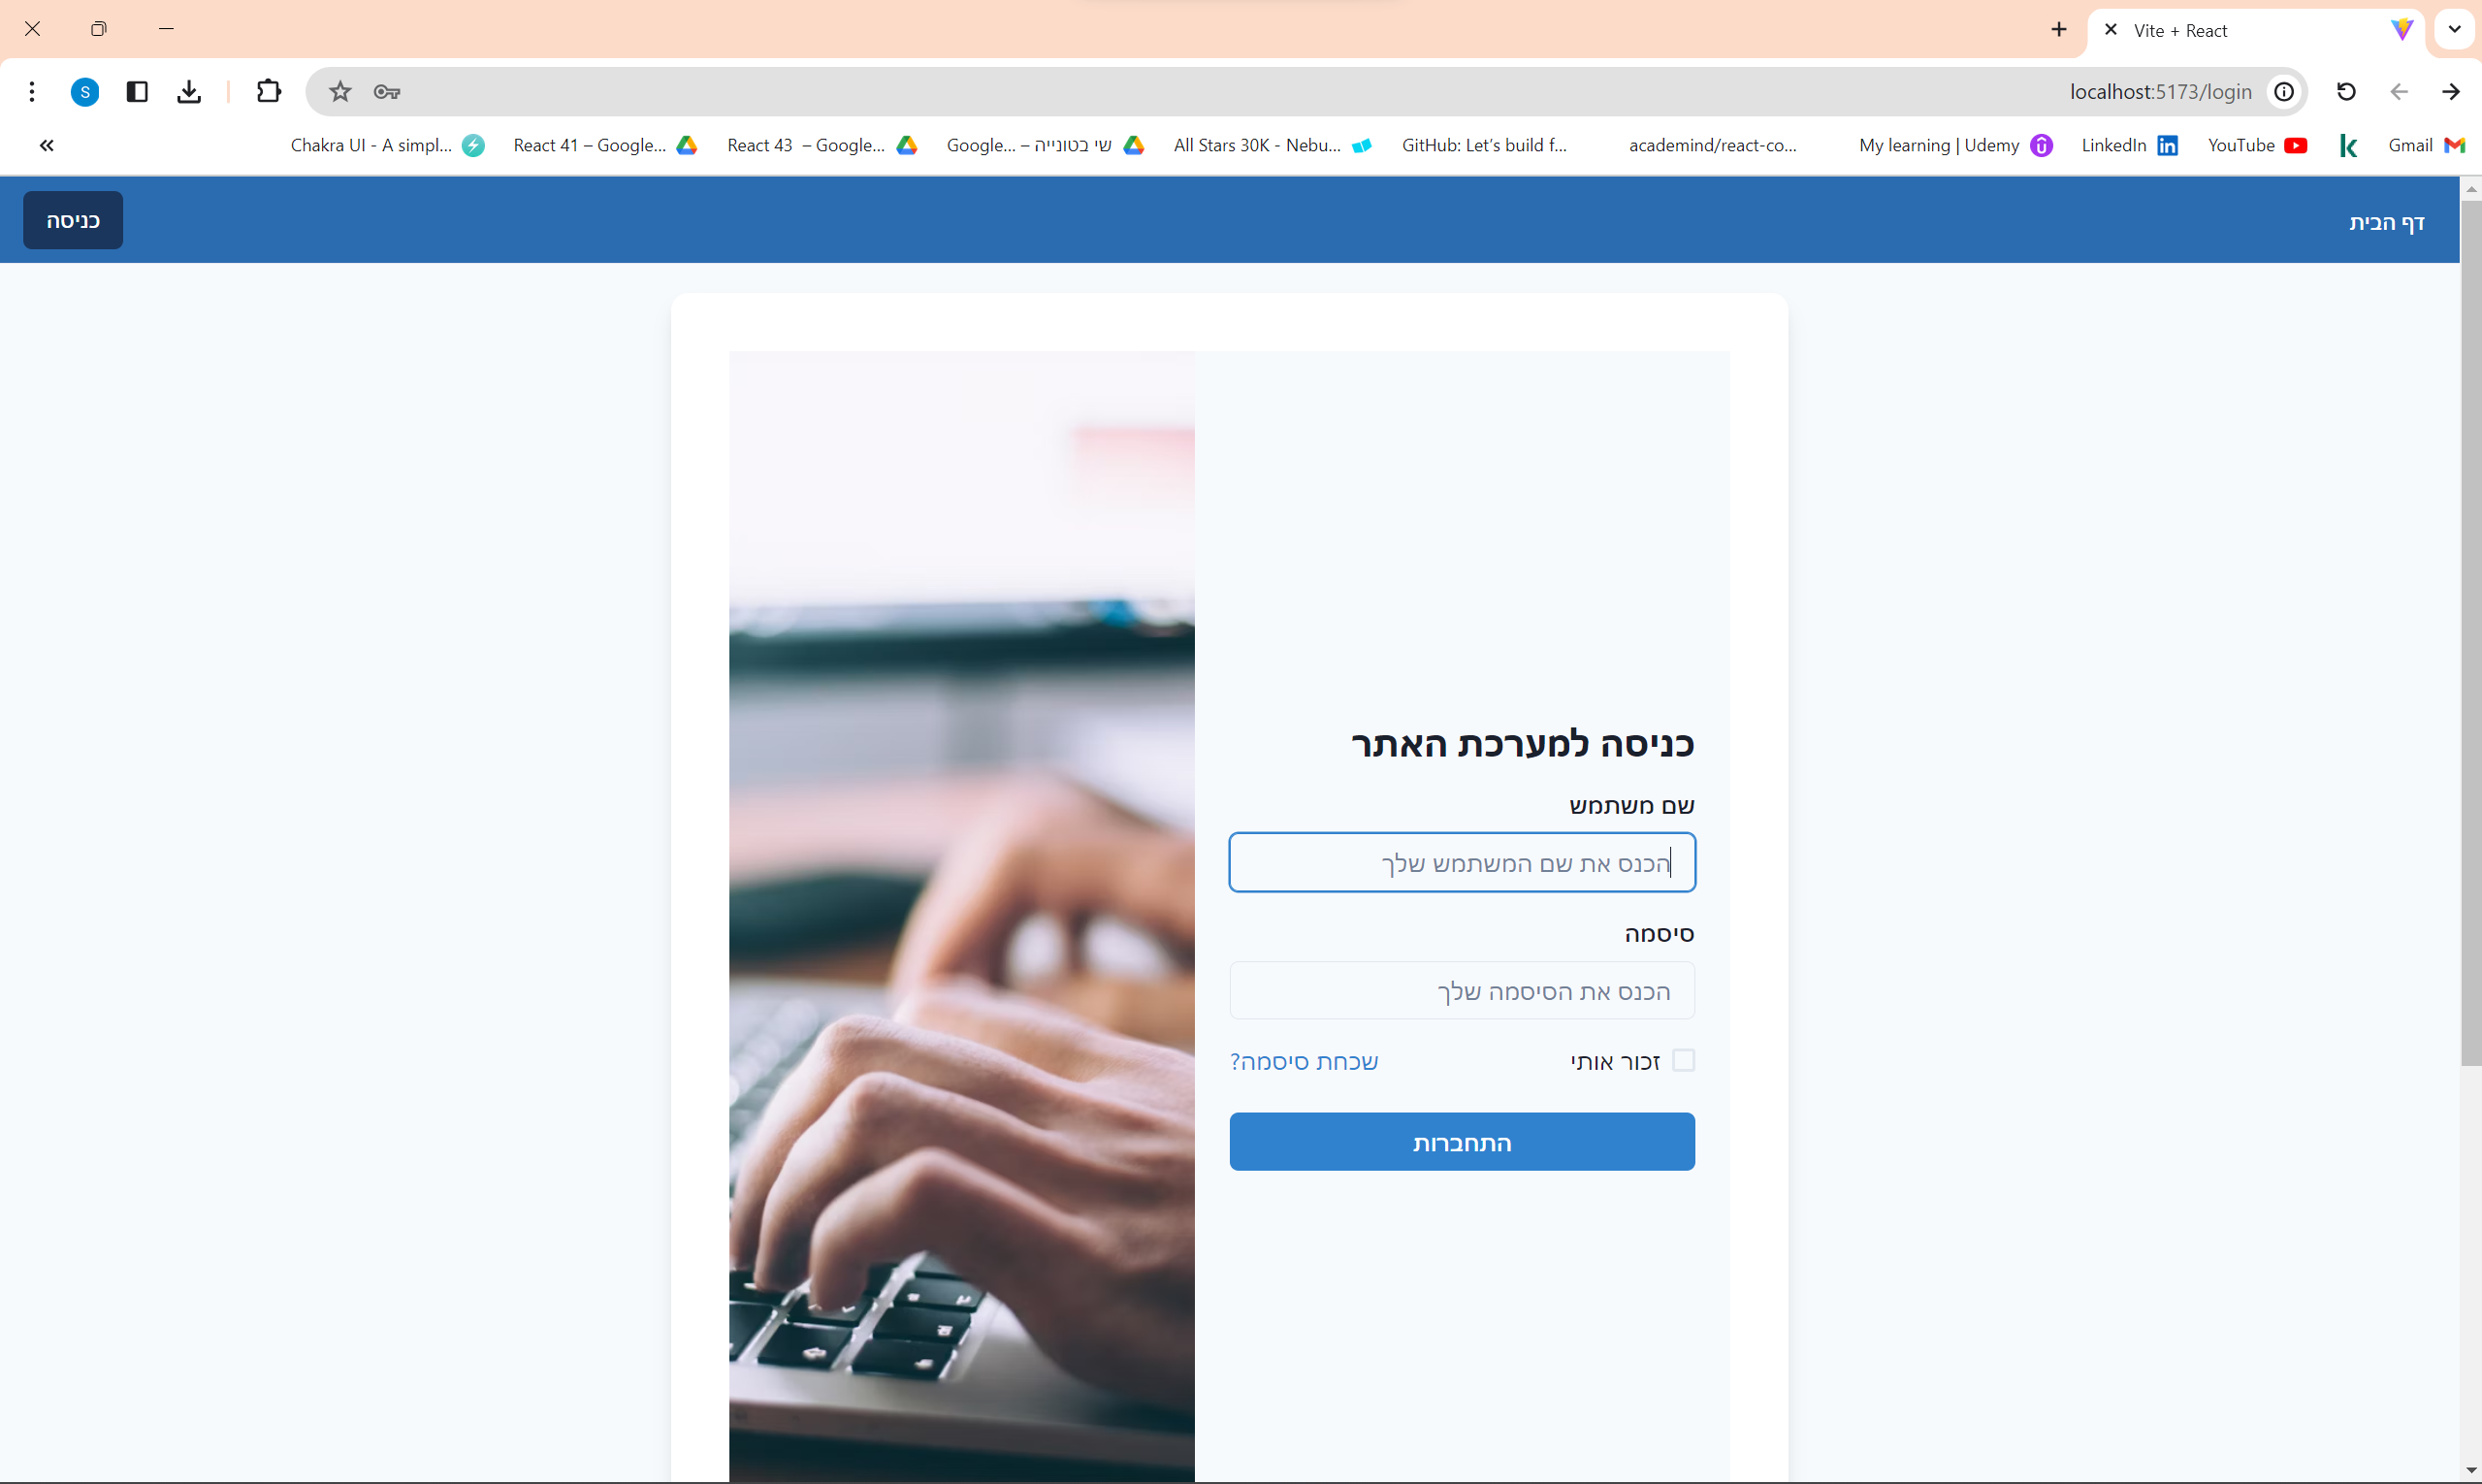 Vite + React
localhost:5173/login
Gmail
YouTube
LinkedIn
My learning | Udemy
academind/react-co...
GitHub: Let's build f...
All Stars 30K - Nebu...
שי בטונייה – Google...
React 43 – Google...
React 41 – Google...
Chakra UI - A simpl...
S
דף הבית
כניסה
כניסה למערכת האתר
שם משתמש
הכנס את שם המשתמש שלך
סיסמה
הכנס את הסיסמה שלך
זכור אותי
שכחת סיסמה?
התחברות